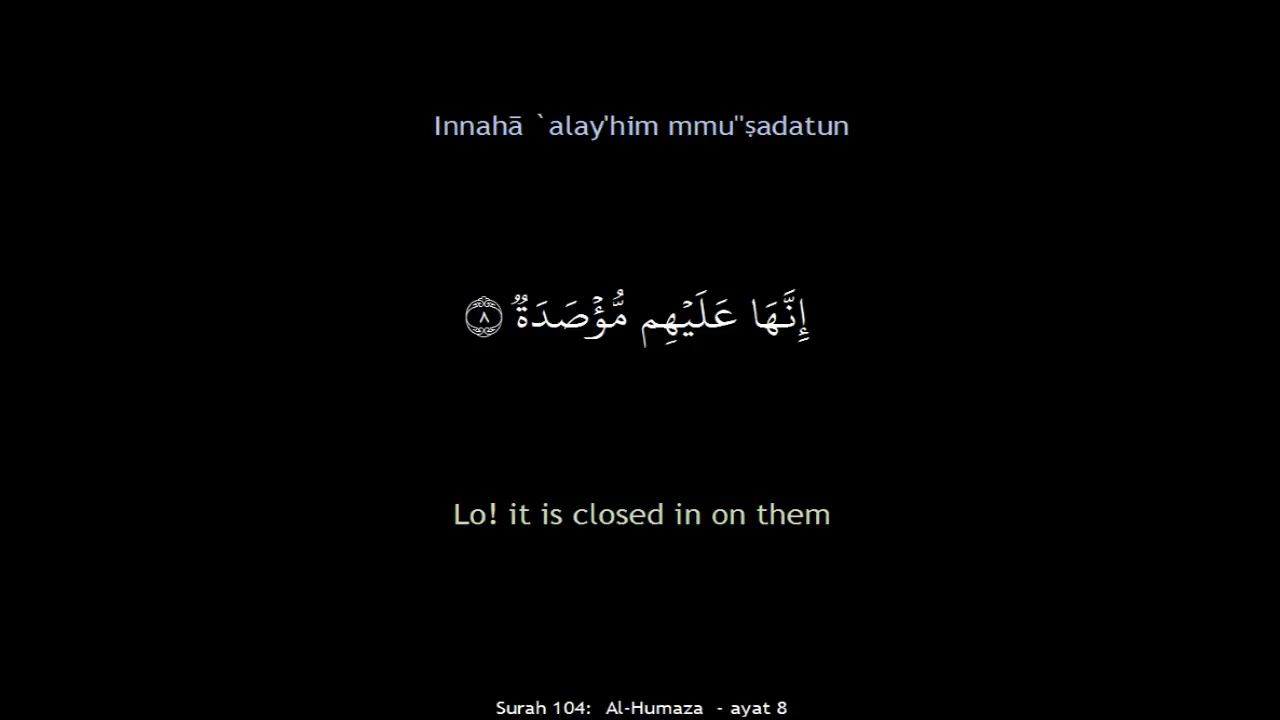 Innahā `alay'him mmu"ṣadatun
إِنَّهَا عَلَيْهِم مُّؤْصَدَةٌ ٨
Lo! it is closed in on them
Surah 104: Al-Humaza - ayat 8